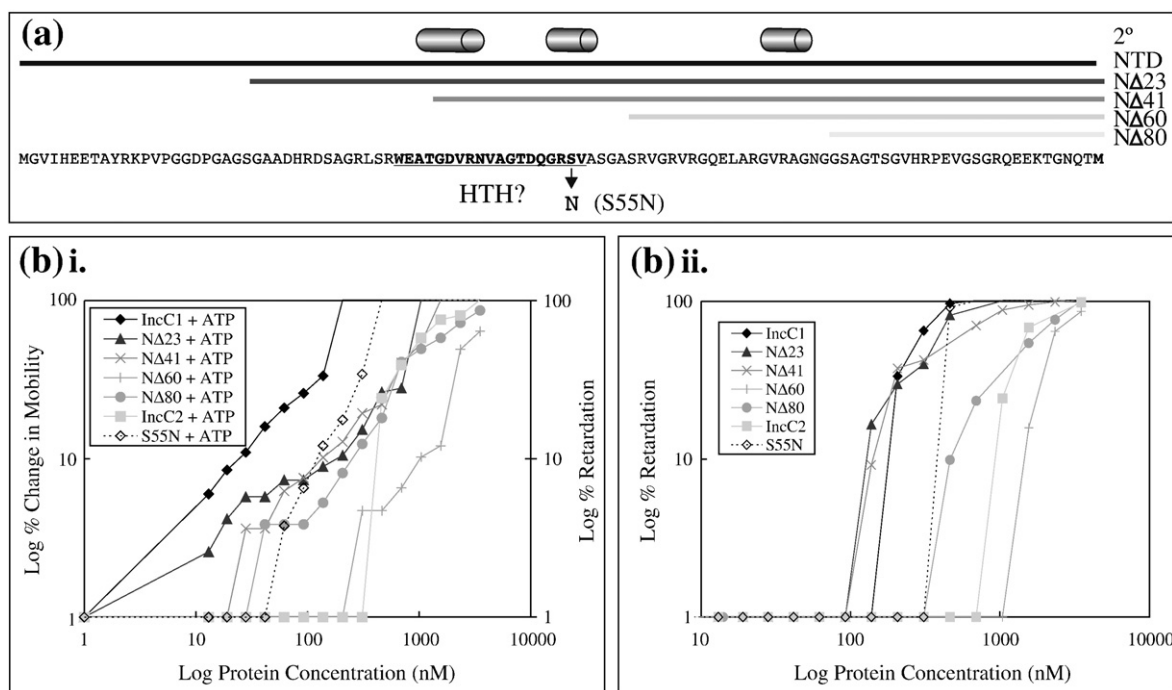 (a)
2°
NTD
NΔ23
NΔ41
NΔ60
NΔ80
MGVIHEETAYRKPVPGGDPGAGSGAADHRDSAGRLSRWEATGDVRNVAGTDQGRSVASGASRVGRVRGQELARGVRAGNGGSAGTSGVHRPEVGSGRQEEKTGNQTM
HTH?
N (S55N)
(b) i.
Log % Change in Mobility
100
10
1
IncC1 + ATP
NΔ23 + ATP
NΔ41 + ATP
NΔ60 + ATP
NΔ80 + ATP
IncC2 + ATP
S55N + ATP
100
10
1
Log % Retardation
1 10 100 1000 10000
Log Protein Concentration (nM)
(b) ii.
Log % Retardation
100
10
1
IncC1
NΔ23
NΔ41
NΔ60
NΔ80
IncC2
S55N
10 100 1000 10000
Log Protein Concentration (nM)